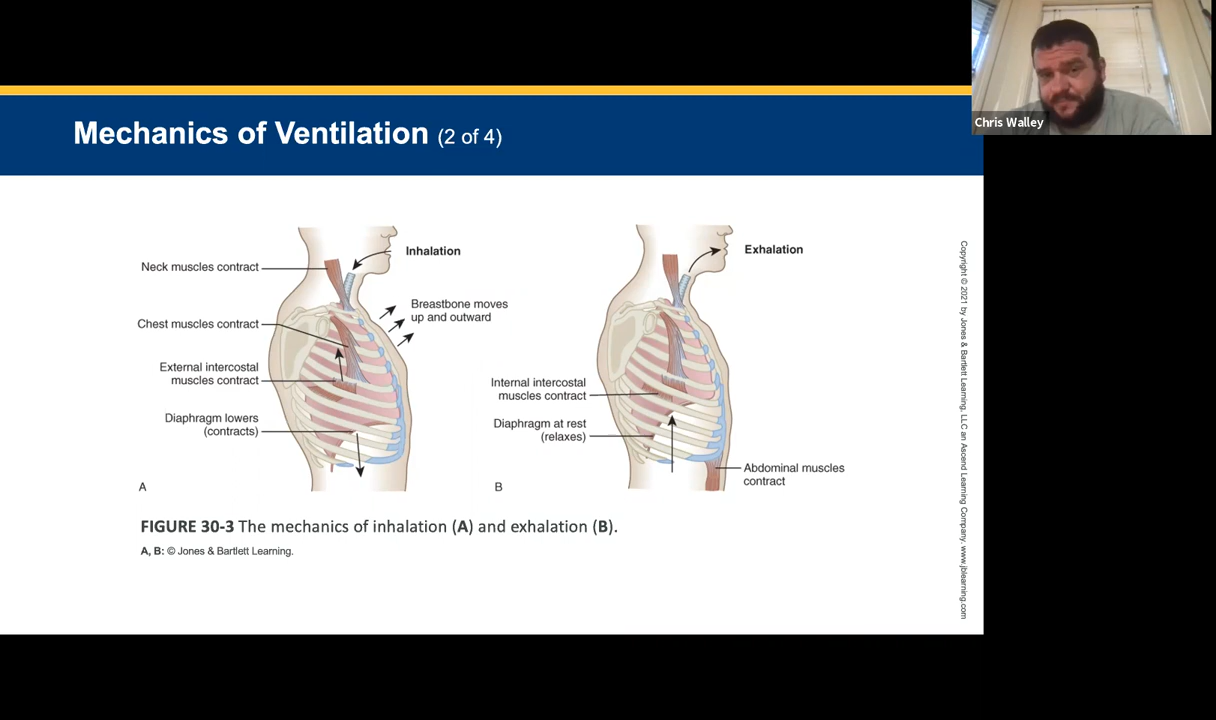 Mechanics of Ventilation (2 of 4)
Chris Walley
Inhalation
Neck muscles contract
Breastbone moves
up and outward
Chest muscles contract
External intercostal
muscles contract
Diaphragm lowers
(contracts)
A
Exhalation
Internal intercostal
muscles contract
Diaphragm at rest
(relaxes)
Abdominal muscles
contract
B
FIGURE 30-3 The mechanics of inhalation (A) and exhalation (B).
A, B: © Jones & Bartlett Learning.
Copyright © 2021 by Jones & Bartlett Learning, LLC an Ascend Learning Company. www.jblearning.com